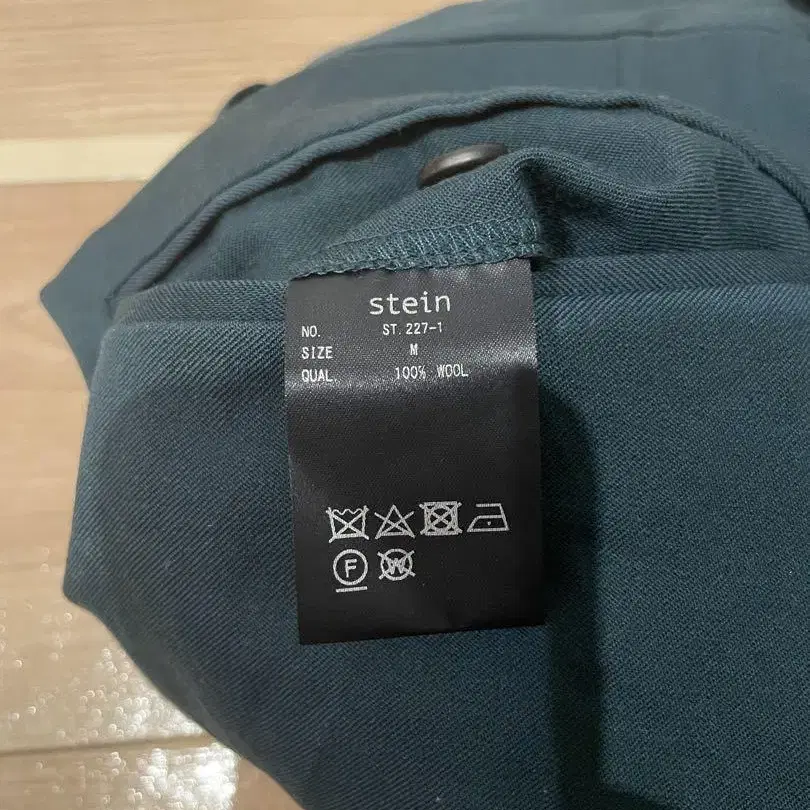 stein
NO. ST.227-1
SIZE M
QUAL 100% WOOL
F W